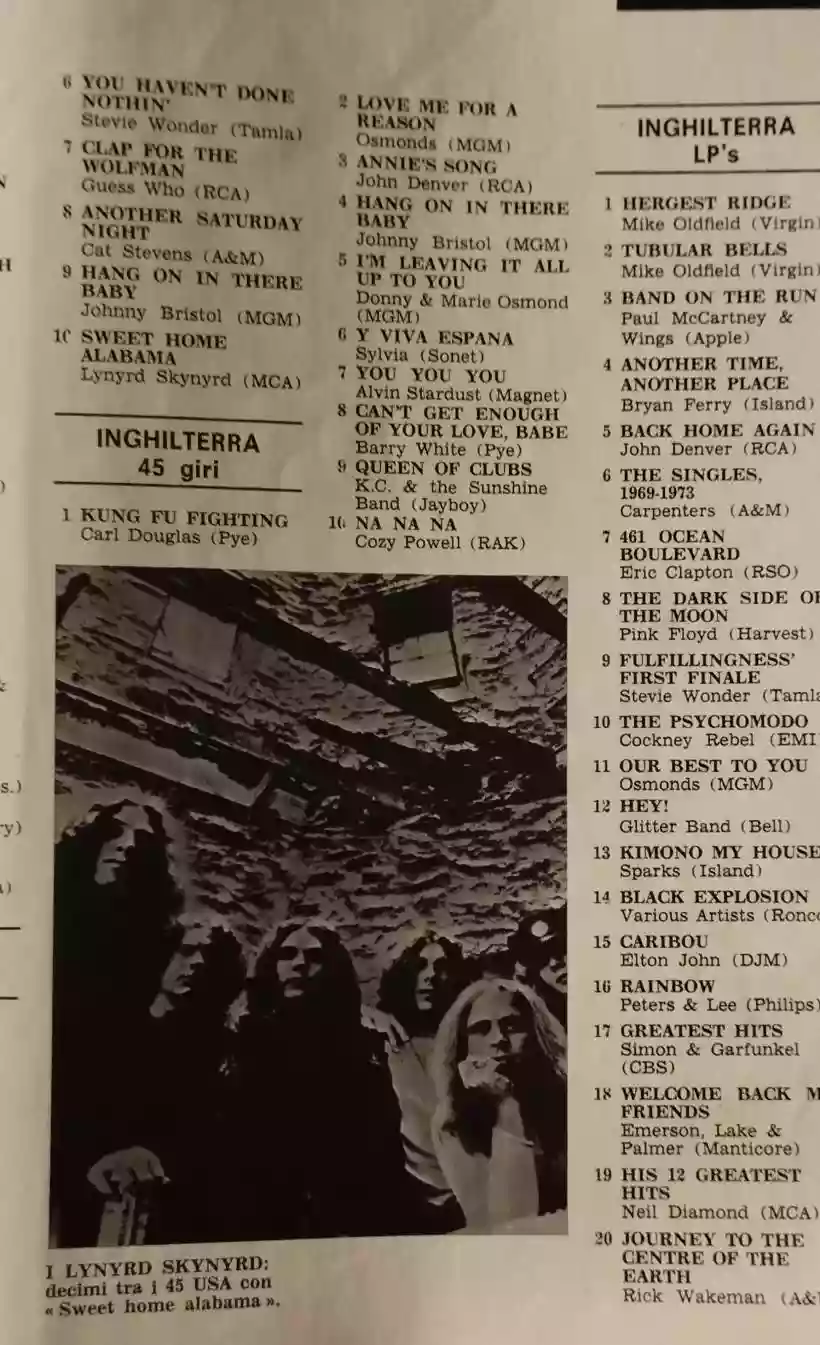 6 YOU HAVEN'T DONE
NOTHIN'
Stevie Wonder (Tamla)
7 CLAP FOR THE
WOLFMAN
Guess Who (RCA)
8 ANOTHER SATURDAY
NIGHT
Cat Stevens (A&M)
9 HANG ON IN THERE
BABY
Johnny Bristol (MGM)
10 SWEET HOME
ALABAMA
Lynyrd Skynyrd (MCA)
INGHILTERRA
45 giri
1 KUNG FU FIGHTING
Carl Douglas (Pye)
2 LOVE ME FOR A
REASON
Osmonds (MGM)
3 ANNIE'S SONG
John Denver (RCA)
4 HANG ON IN THERE
BABY
Johnny Bristol (MGM)
5 I'M LEAVING IT ALL
UP TO YOU
Donny & Marie Osmond
(MGM)
6 Y VIVA ESPANA
Sylvia (Sonet)
7 YOU YOU YOU
Alvin Stardust (Magnet)
8 CAN'T GET ENOUGH
OF YOUR LOVE, BABE
Barry White (Pye)
9 QUEEN OF CLUBS
K.C. & the Sunshine
Band (Jayboy)
10 NA NA NA
Cozy Powell (RAK)
I LYNYRD SKYNYRD:
decimi tra i 45 USA con
« Sweet home alabama ».
INGHILTERRA
LP's
1 HERGEST RIDGE
Mike Oldfield (Virgin)
2 TUBULAR BELLS
Mike Oldfield (Virgin)
3 BAND ON THE RUN
Paul McCartney &
Wings (Apple)
4 ANOTHER TIME,
ANOTHER PLACE
Bryan Ferry (Island)
5 BACK HOME AGAIN
John Denver (RCA)
6 THE SINGLES,
1969-1973
Carpenters (A&M)
7 461 OCEAN
BOULEVARD
Eric Clapton (RSO)
8 THE DARK SIDE OF
THE MOON
Pink Floyd (Harvest)
9 FULFILLINGNESS'
FIRST FINALE
Stevie Wonder (Tamla
10 THE PSYCHOMODO
Cockney Rebel (EMI
11 OUR BEST TO YOU
Osmonds (MGM)
12 HEY!
Glitter Band (Bell)
13 KIMONO MY HOUSE
Sparks (Island)
14 BLACK EXPLOSION
Various Artists (Ronco
15 CARIBOU
Elton John (DJM)
16 RAINBOW
Peters & Lee (Philips)
17 GREATEST HITS
Simon & Garfunkel
(CBS)
18 WELCOME BACK M
FRIENDS
Emerson, Lake &
Palmer (Manticore)
19 HIS 12 GREATEST
HITS
Neil Diamond (MCA)
20 JOURNEY TO THE
CENTRE OF THE
EARTH
Rick Wakeman (A&